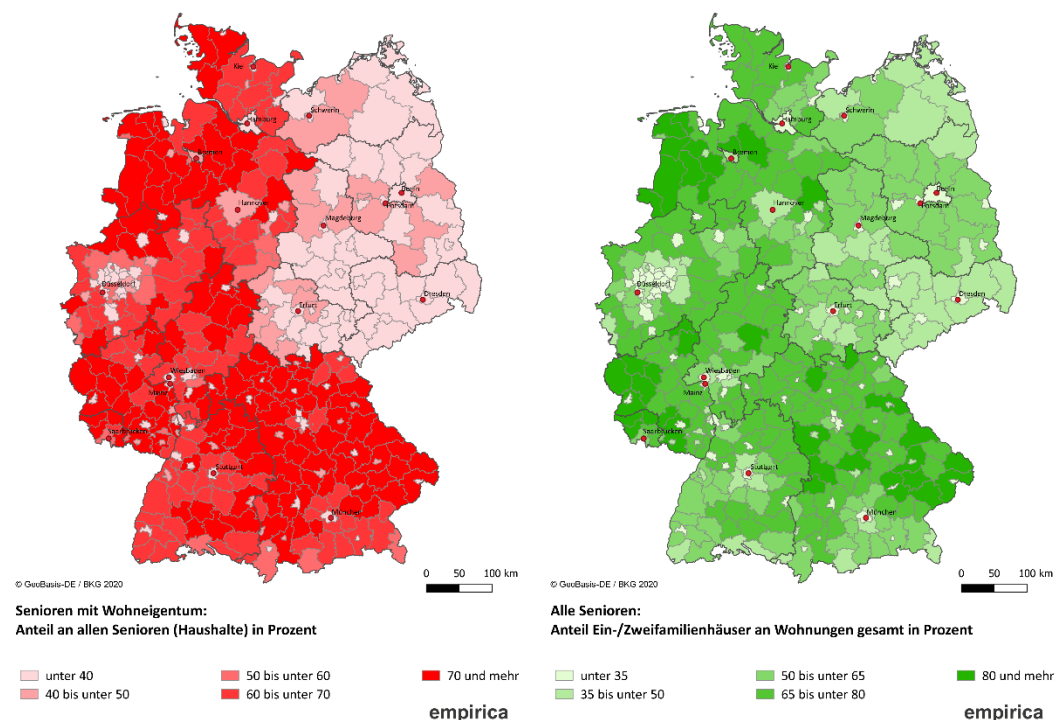 Kie
Schwerin
Hamburg
Bremen
Berlin
Potsdam
Hannover
Magdeburg
Düsseldorf
Dresden
Erfurt
Wiesbaden
Mainz
Saarbrücken
Stuttgart
München
© GeoBasis-DE / BKG 2020
0 50 100 km
Senioren mit Wohneigentum:
Anteil an allen Senioren (Haushalte) in Prozent
unter 40
40 bis unter 50
50 bis unter 60
60 bis unter 70
70 und mehr
empirica
Kie
Schwerin
Hamburg
Bremen
Berlin
Potsdam
Hannover
Magdeburg
Düsseldorf
Dresden
Erfurt
Wiesbaden
Mainz
Saarbrücken
Stuttgart
München
© GeoBasis-DE / BKG 2020
0 50 100 km
Alle Senioren:
Anteil Ein-/Zweifamilienhäuser an Wohnungen gesamt in Prozent
unter 35
35 bis unter 50
50 bis unter 65
65 bis unter 80
80 und mehr
empirica